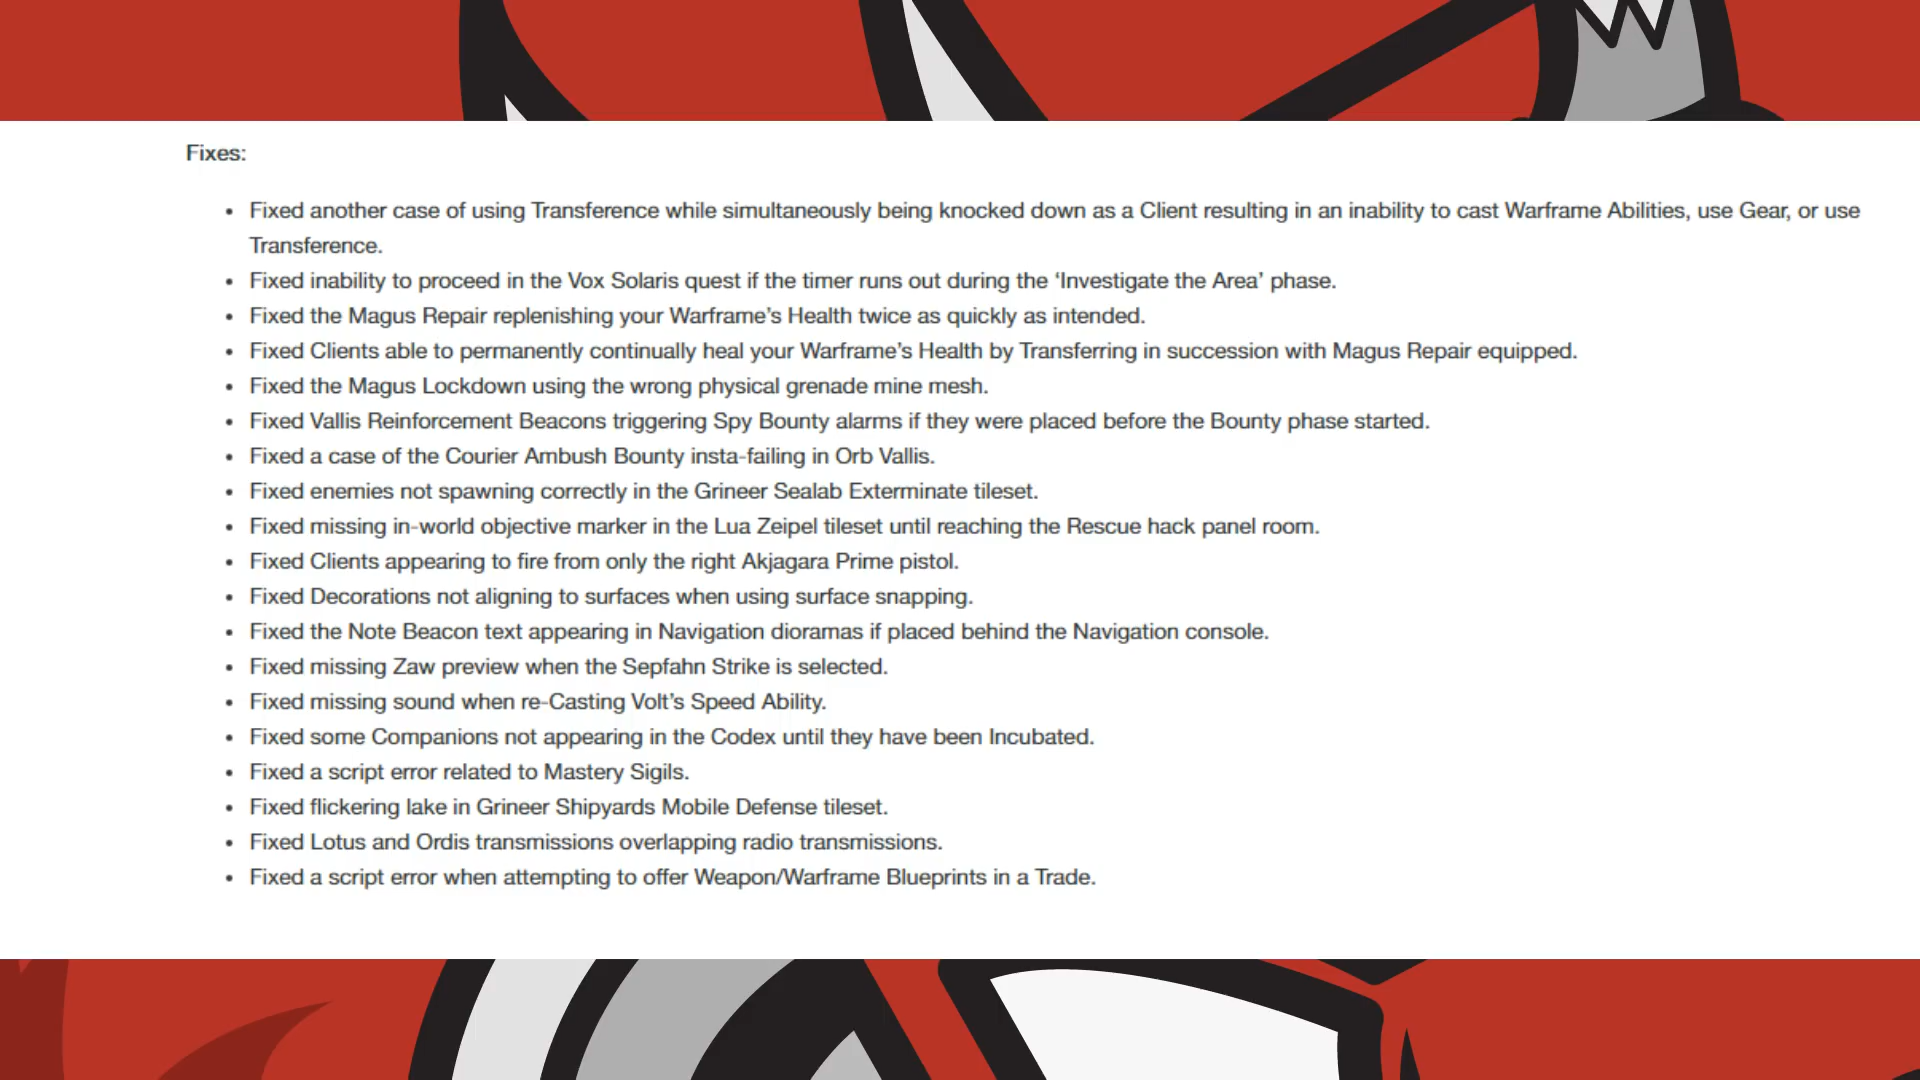 Fixes:
• Fixed another case of using Transference while simultaneously being knocked down as a Client resulting in an inability to cast Warframe Abilities, use Gear, or use
Transference.
• Fixed inability to proceed in the Vox Solaris quest if the timer runs out during the ‘Investigate the Area’ phase.
• Fixed the Magus Repair replenishing your Warframe’s Health twice as quickly as intended.
• Fixed Clients able to permanently continually heal your Warframe’s Health by Transferring in succession with Magus Repair equipped.
• Fixed the Magus Lockdown using the wrong physical grenade mine mesh.
• Fixed Vallis Reinforcement Beacons triggering Spy Bounty alarms if they were placed before the Bounty phase started.
• Fixed a case of the Courier Ambush Bounty insta-failing in Orb Vallis.
• Fixed enemies not spawning correctly in the Grineer Sealab Exterminate tileset.
• Fixed missing in-world objective marker in the Lua Zeipel tileset until reaching the Rescue hack panel room.
• Fixed Clients appearing to fire from only the right Akjagara Prime pistol.
• Fixed Decorations not aligning to surfaces when using surface snapping.
• Fixed the Note Beacon text appearing in Navigation dioramas if placed behind the Navigation console.
• Fixed missing Zaw preview when the Sepfahn Strike is selected.
• Fixed missing sound when re-Casting Volt’s Speed Ability.
• Fixed some Companions not appearing in the Codex until they have been Incubated.
• Fixed a script error related to Mastery Sigils.
• Fixed flickering lake in Grineer Shipyards Mobile Defense tileset.
• Fixed Lotus and Ordis transmissions overlapping radio transmissions.
• Fixed a script error when attempting to offer Weapon/Warframe Blueprints in a Trade.